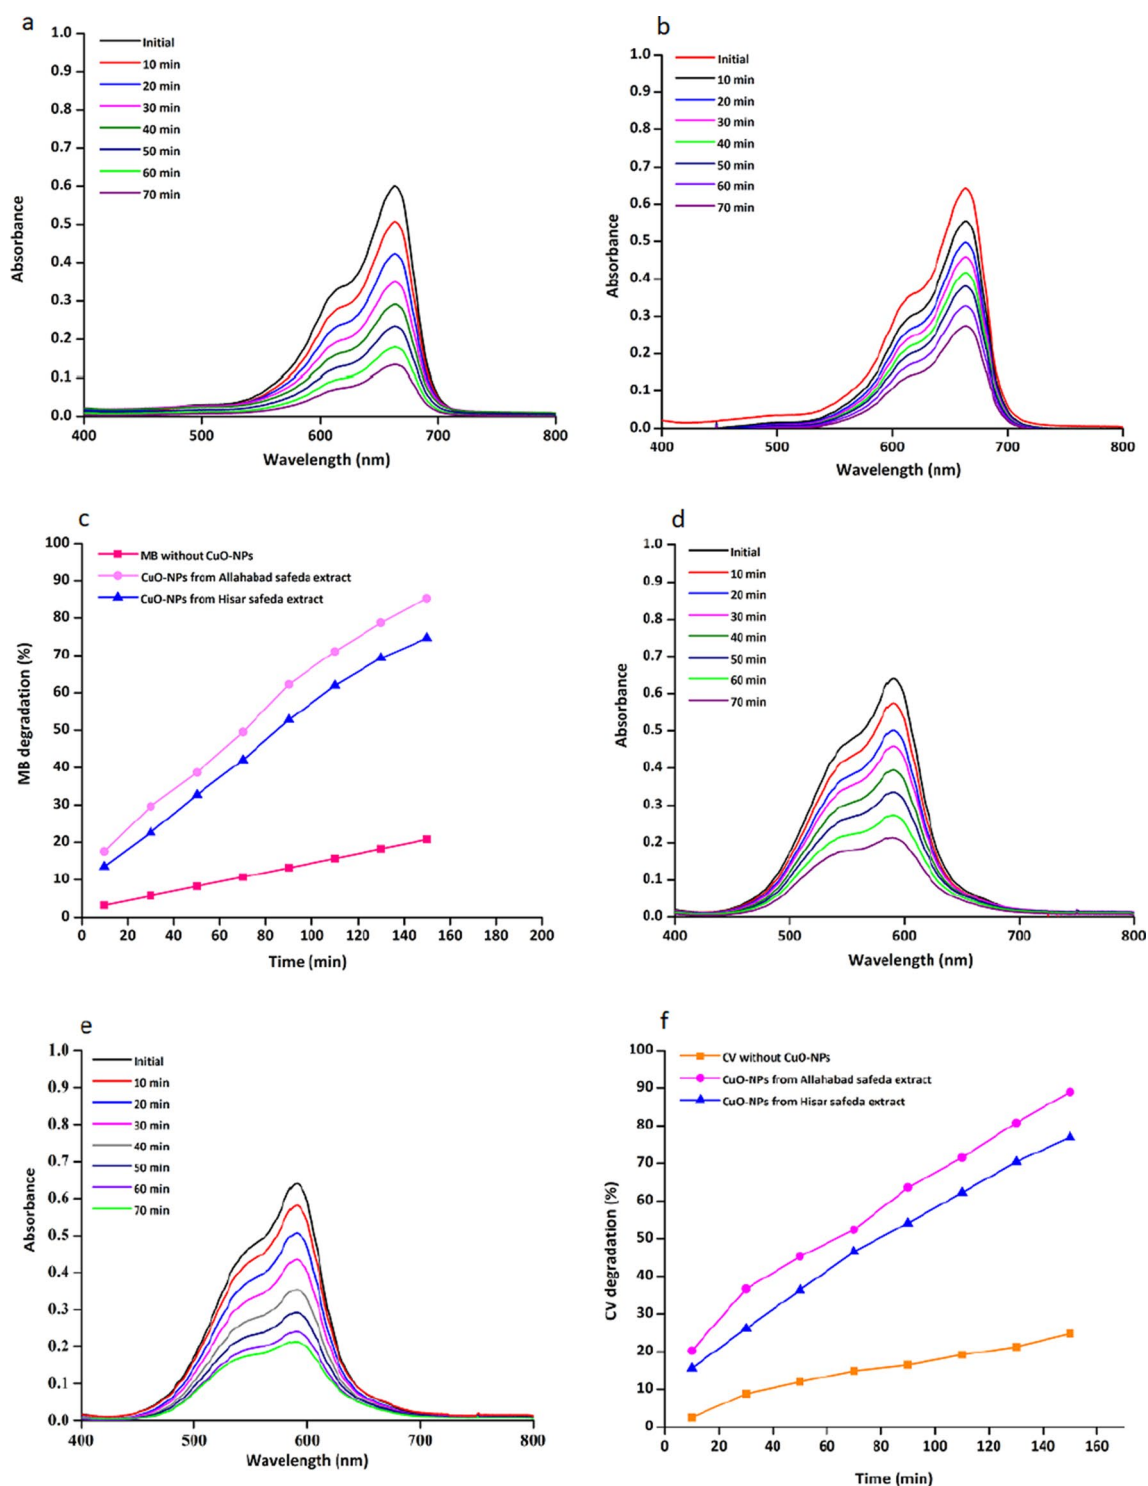 a
1.0
0.9
0.8
0.7
0.6
0.5
0.4
0.3
0.2
0.1
0.0
Absorbance
Initial
10 min
20 min
30 min
40 min
50 min
60 min
70 min
400
500
600
700
800
Wavelength (nm)
b
1.0
0.9
0.8
0.7
0.6
0.5
0.4
0.3
0.2
0.1
0.0
Absorbance
Initial
10 min
20 min
30 min
40 min
50 min
60 min
70 min
400
500
600
700
800
Wavelength (nm)
c
100
90
80
70
60
50
40
30
20
10
0
MB degradation (%)
MB without CuO-NPs
CuO-NPs from Allahabad safeda extract
CuO-NPs from Hisar safeda extract
0 20 40 60 80 100 120 140 160 180 200
Time (min)
d
1.0
0.9
0.8
0.7
0.6
0.5
0.4
0.3
0.2
0.1
0.0
Absorbance
Initial
10 min
20 min
30 min
40 min
50 min
60 min
70 min
400
500
600
700
800
Wavelength (nm)
e
1.0
0.9
0.8
0.7
0.6
0.5
0.4
0.3
0.2
0.1
0.0
Absorbance
Initial
10 min
20 min
30 min
40 min
50 min
60 min
70 min
400
500
600
700
800
Wavelength (nm)
f
100
90
80
70
60
50
40
30
20
10
0
CV degradation (%)
CV without CuO-NPs
CuO-NPs from Allahabad safeda extract
CuO-NPs from Hisar safeda extract
0 20 40 60 80 100 120 140 160
Time (min)